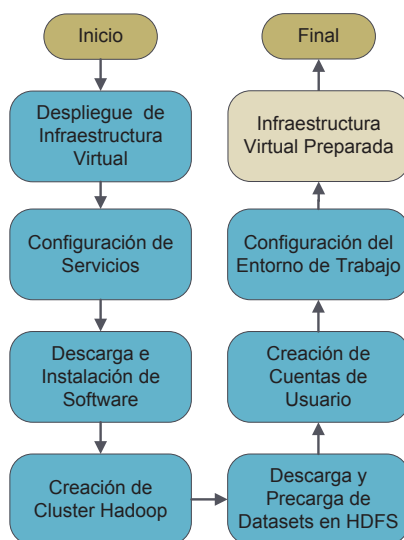 Inicio
Despliegue de
Infraestructura
Virtual
Configuración de
Servicios
Descarga e
Instalación de
Software
Creación de
Cluster Hadoop
Descarga y
Precarga de
Datasets en HDFS
Creación de
Cuentas de
Usuario
Configuración del
Entorno de Trabajo
Infraestructura
Virtual Preparada
Final